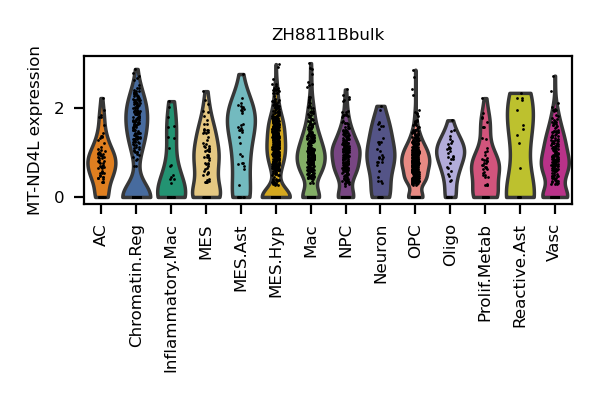 ZH8811Bbulk
MT-ND4L expression
2
0
AC
Chromatin.Reg
Inflammatory.Mac
MES
MES.Ast
MES.Hyp
Mac
NPC
Neuron
OPC
Oligo
Prolif.Metab
Reactive.Ast
Vasc